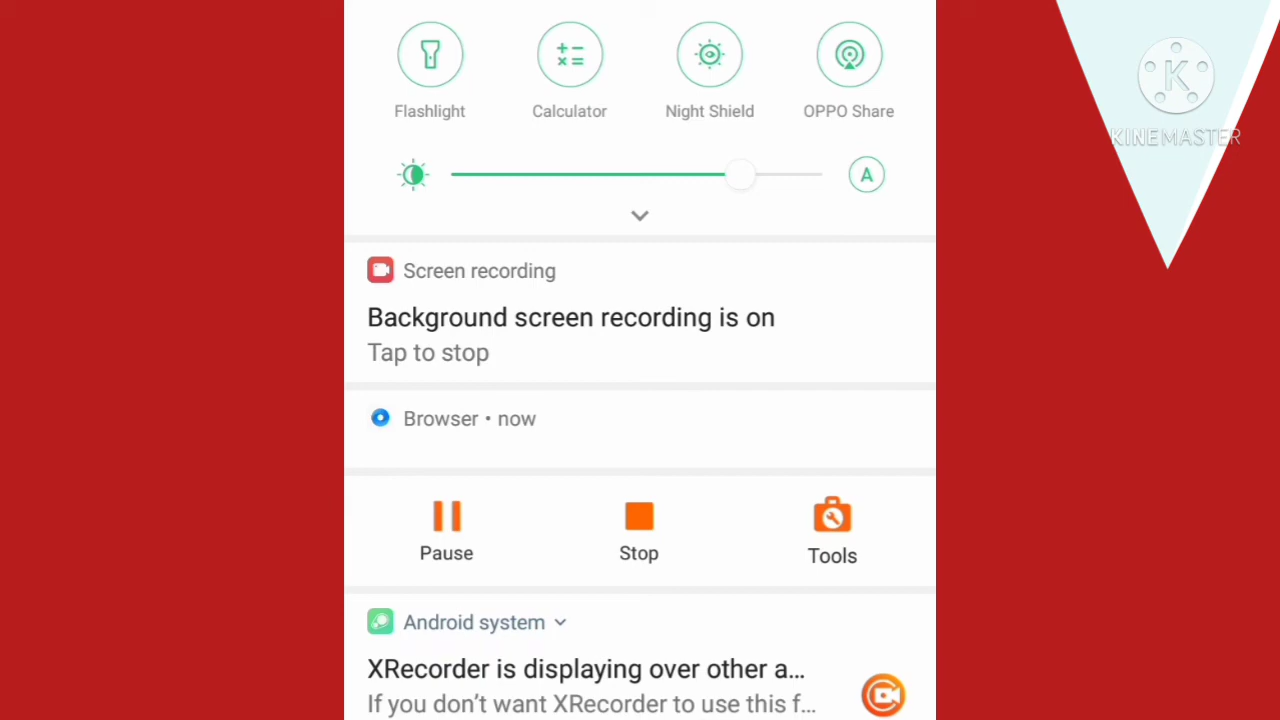 Flashlight
Calculator
Night Shield
OPPO Share
K
KINEMASTER
A
Screen recording
Background screen recording is on
Tap to stop
Browser • now
Pause
Stop
Tools
Android system
XRecorder is displaying over other a...
If you don't want XRecorder to use this f...